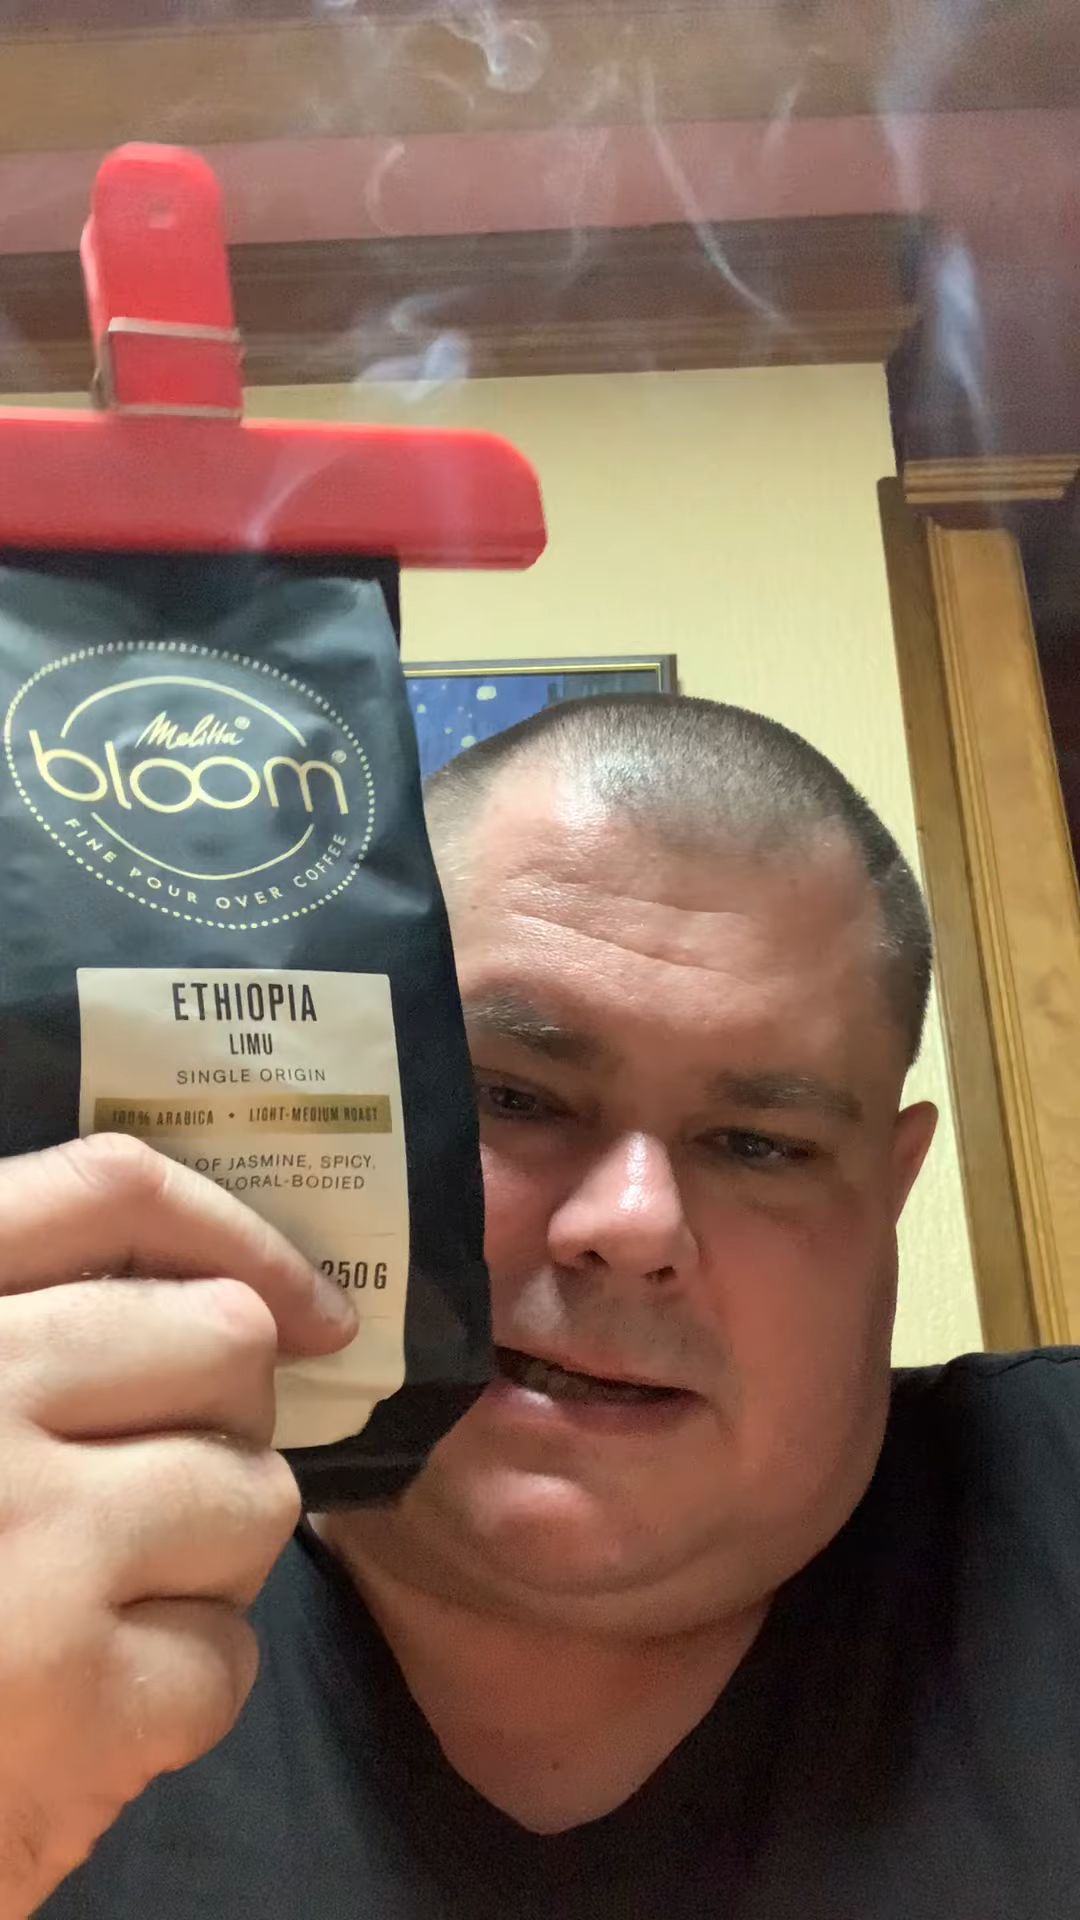 Melitta®
bloom®
FINE POUR OVER COFFEE
ETHIOPIA
LIMU
SINGLE ORIGIN
100% ARABICA • LIGHT-MEDIUM ROAST
OF JASMINE, SPICY,
FLORAL-BODIED
250 G